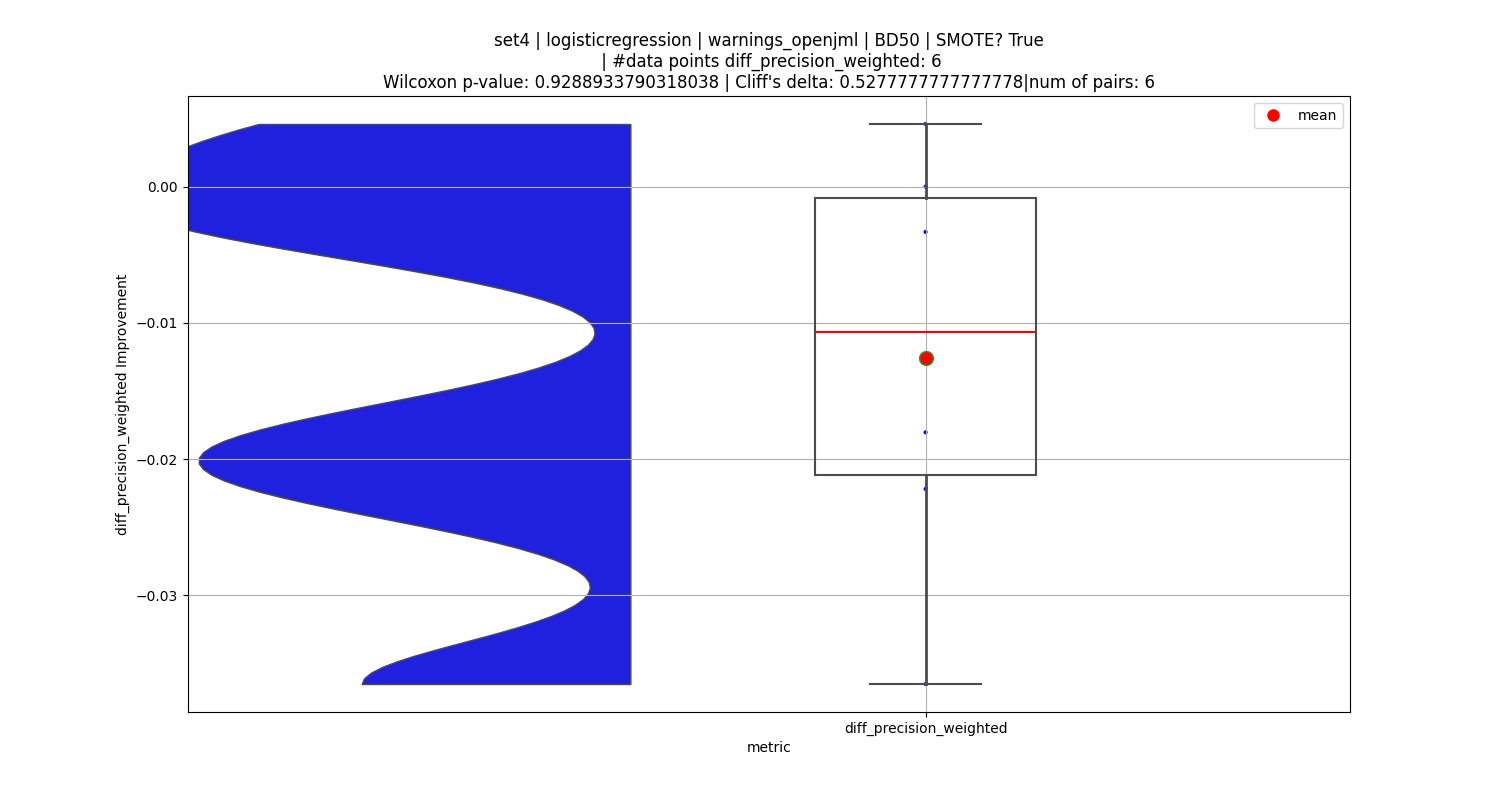 set4 | logisticregression | warnings_openjml | BD50 | SMOTE? True
| #data points diff_precision_weighted: 6
Wilcoxon p-value: 0.9288933790318038 | Cliff's delta: 0.5277777777777778|num of pairs: 6
mean
0.00
−0.01
−0.02
−0.03
diff_precision_weighted Improvement
diff_precision_weighted
metric